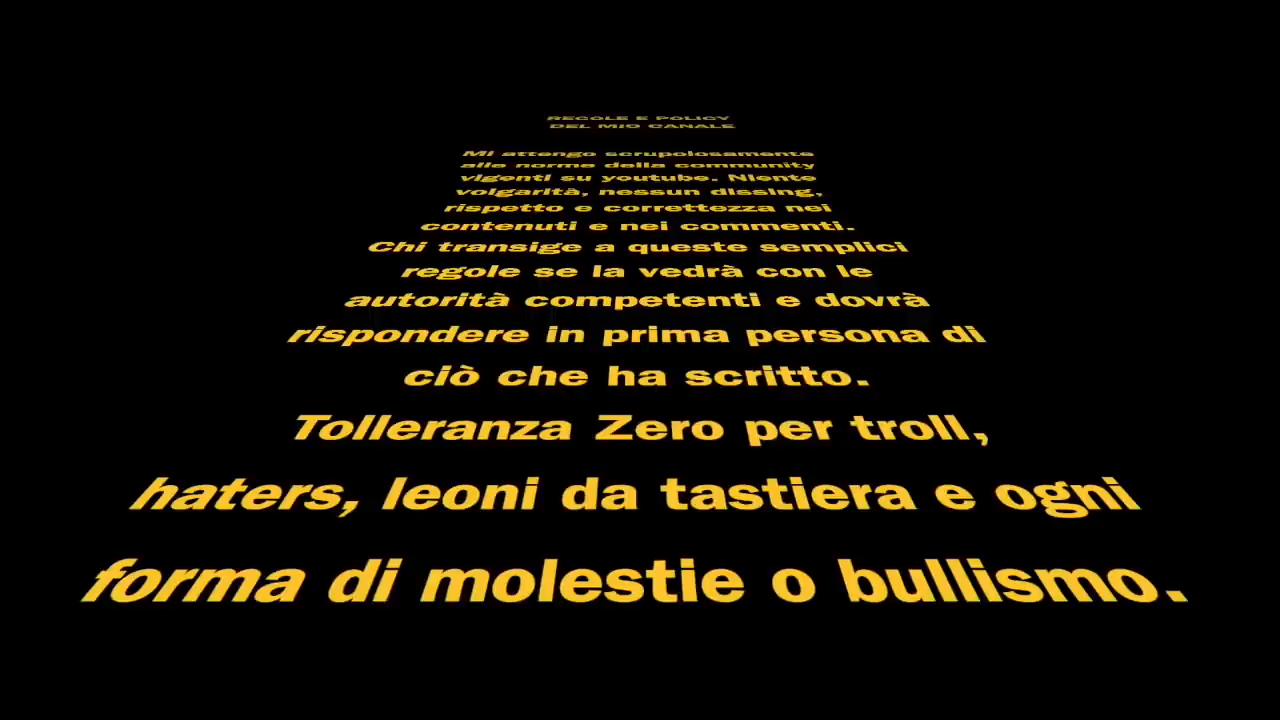 REGOLE E POLICY
DEL MIO CANALE
Mi attengo scrupolosamente
alle norme della community
vigenti su youtube. Niente
volgarità, nessun dissing,
rispetto e correttezza nei
contenuti e nei commenti.
Chi transige a queste semplici
regole se la vedrà con le
autorità competenti e dovrà
rispondere in prima persona di
ciò che ha scritto.
Tolleranza Zero per troll,
haters, leoni da tastiera e ogni
forma di molestie o bullismo.